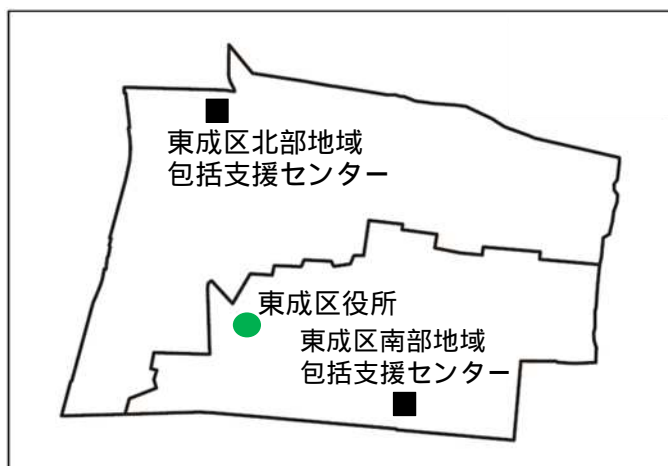 東成区北部地域
包括支援センター
東成区役所
東成区南部地域
包括支援センター